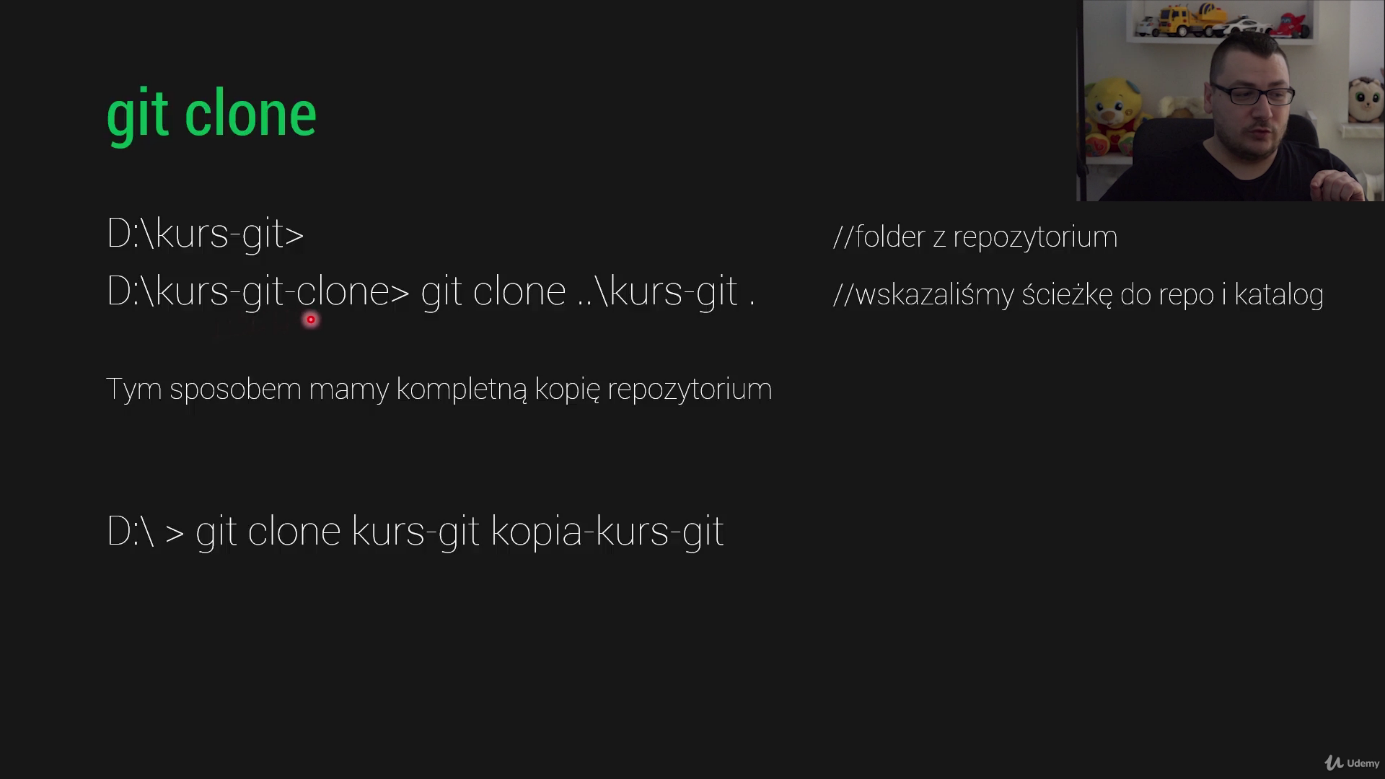 git clone
D:\kurs-git> //folder z repozytorium
D:\kurs-git-clone> git clone ..\kurs-git . //wskazaliśmy ścieżkę do repo i katalog
Tym sposobem mamy kompletną kopię repozytorium
D:\ > git clone kurs-git kopia-kurs-git
Udemy